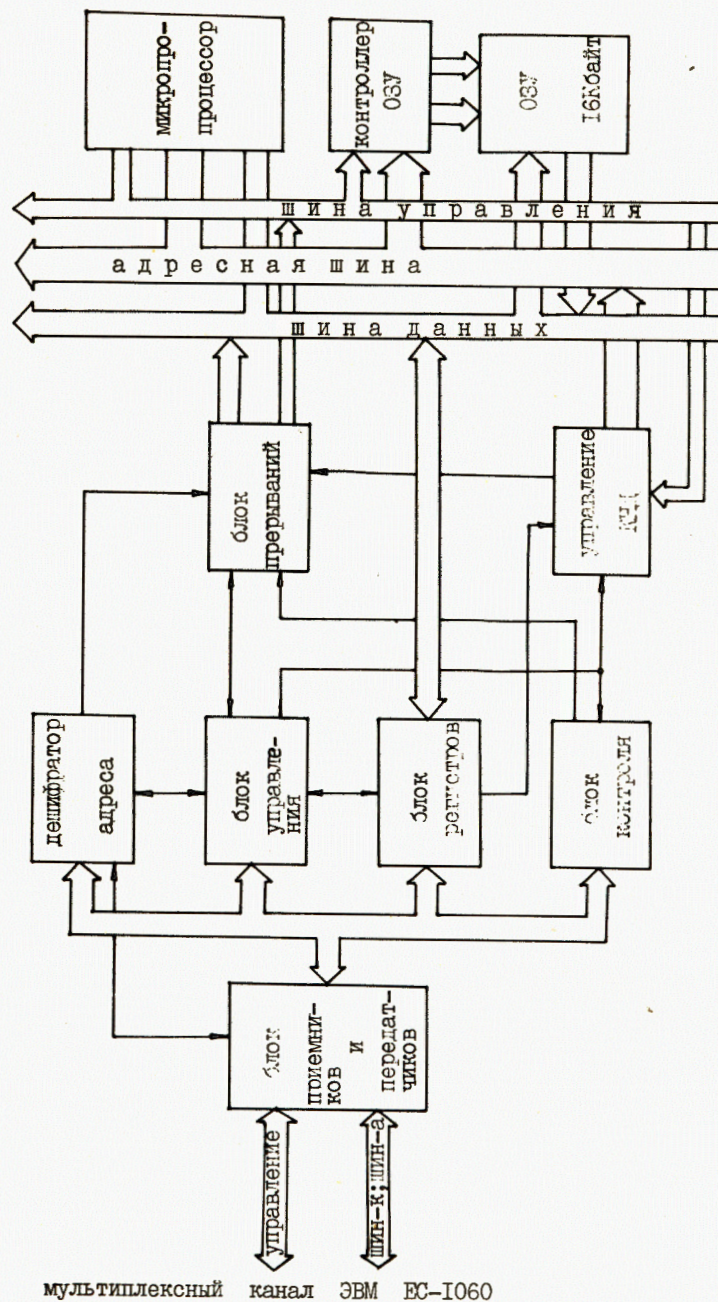 микропро-
процессор
контроллер
ОЗУ
ОЗУ
16Кбайт
шина управления
адресная шина
шина данных
блок
прерываний
управление
КЧД
дешифратор
адреса
блок
управле-
ния
блок
регистров
блок
контроля
блок
приемни-
ков и
передат-
чиков
управление
шин-к;шин-а
мультиплексный канал ЭВМ ЕС-1060